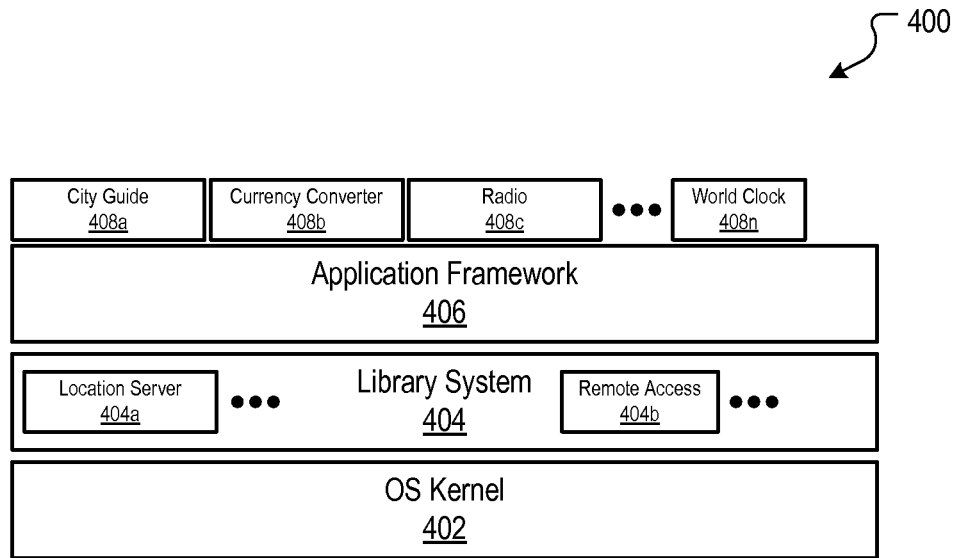 400
City Guide
408a
Currency Converter
408b
Radio
408c
World Clock
408n
Application Framework
406
Location Server
404a
Library System
404
Remote Access
404b
OS Kernel
402